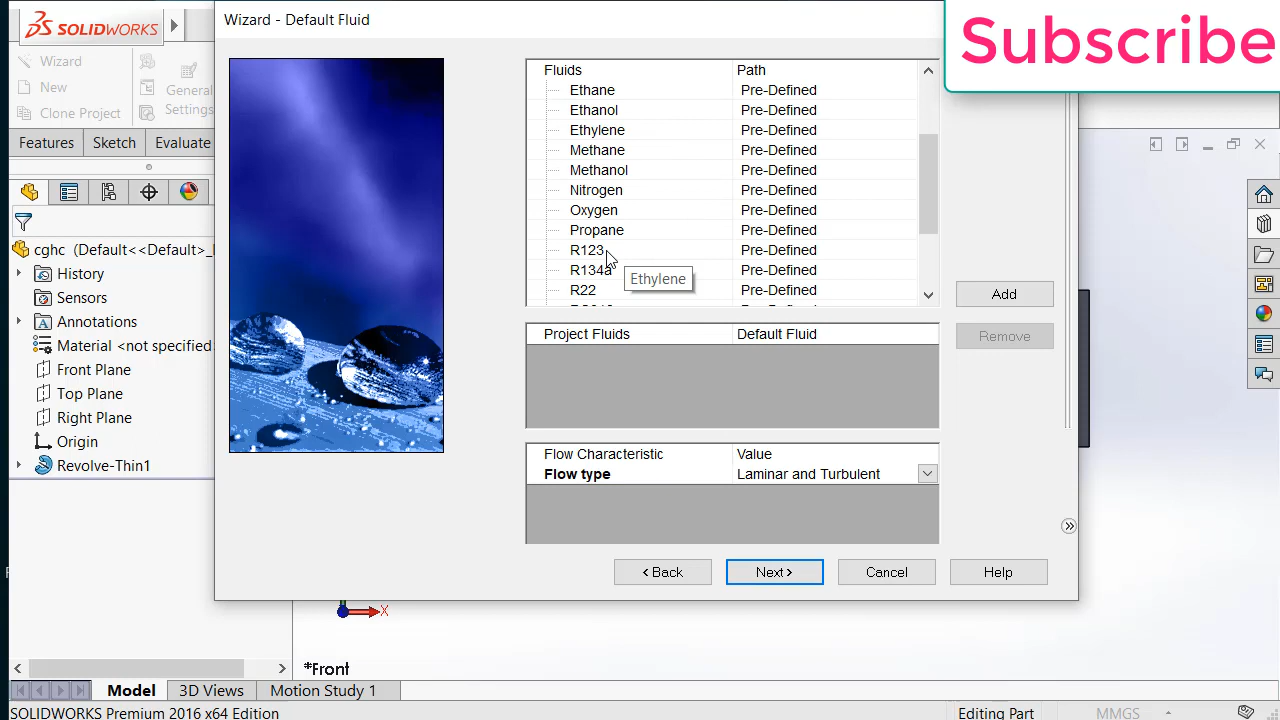 SOLIDWORKS
Wizard - Default Fluid
Subscribe
Wizard
New
Clone Project
General
Settings
Features
Sketch
Evaluate
cghc (Default<<Default>_
History
Sensors
Annotations
Material <not specified
Front Plane
Top Plane
Right Plane
Origin
Revolve-Thin1
Fluids
Path
Ethane
Pre-Defined
Ethanol
Pre-Defined
Ethylene
Pre-Defined
Methane
Pre-Defined
Methanol
Pre-Defined
Nitrogen
Pre-Defined
Oxygen
Pre-Defined
Propane
Pre-Defined
R123
Pre-Defined
R134a
Pre-Defined
R22
Pre-Defined
Ethylene
Add
Remove
Project Fluids
Default Fluid
Flow Characteristic
Value
Flow type
Laminar and Turbulent
< Back
Next >
Cancel
Help
X
*Front
Model
3D Views
Motion Study 1
SOLIDWORKS Premium 2016 x64 Edition
Editing Part
MMGS